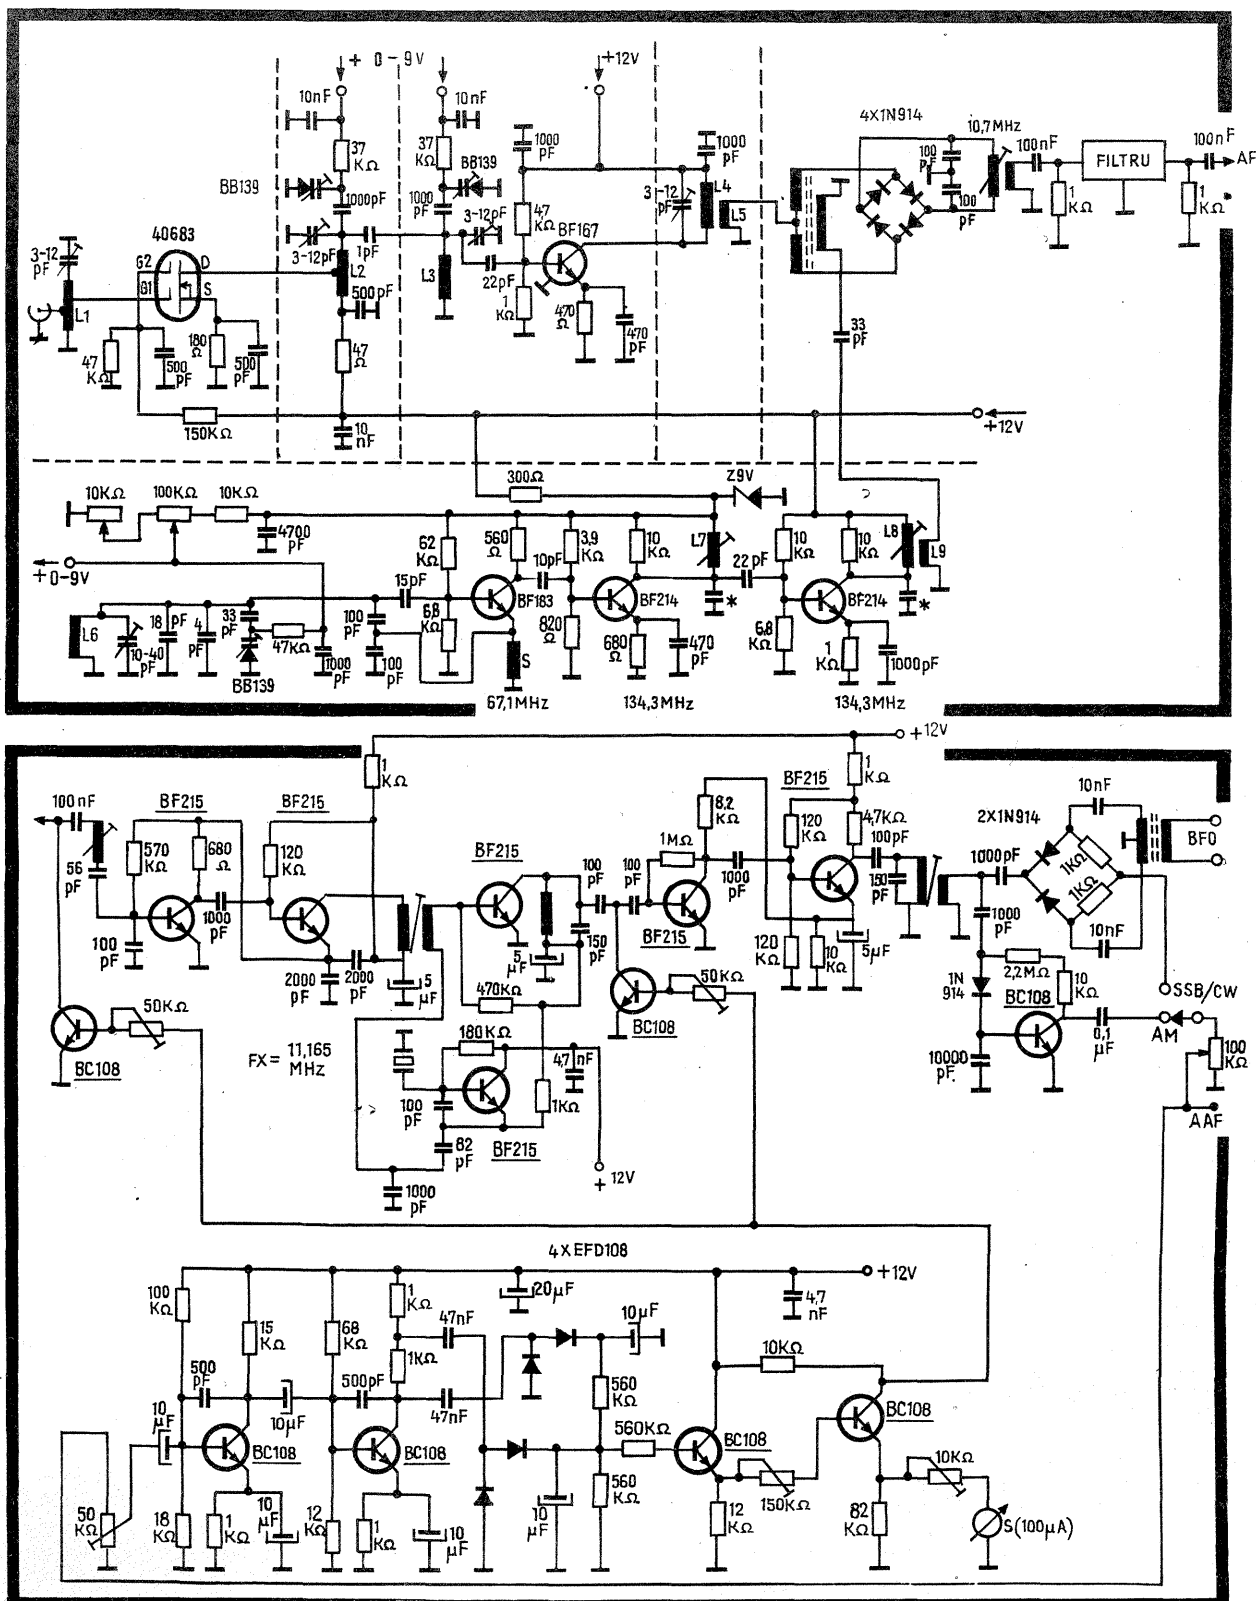 + 0-9V
+12V
10nF
10nF
1000
pF
1000
pF
4X1N914
10,7MHz
100nF
100nF
AF
FILTRU
37
KΩ
37
KΩ
BB139
BB139
100
pF
100
pF
1
KΩ
1
KΩ
1000pF
1000
pF
47
KΩ
3-12
pF
L4
L5
40683
3-12
pF
G2
D
G1
S
L1
3-12pF
1pF
3-12pF
BF167
L2
L3
22pF
500pF
1
KΩ
470
Ω
470
pF
33
pF
47
KΩ
500
pF
180
Ω
500
pF
47
Ω
150KΩ
10
nF
+12V
300Ω
Z9V
10KΩ
100KΩ
10KΩ
4700
pF
+0-9V
62
KΩ
560
Ω
10pF
3,9
KΩ
10
KΩ
L7
22pF
10
KΩ
10
KΩ
L8
L9
15pF
BF183
BF214
*
BF214
*
L6
10-40
pF
18
pF
4
pF
33
pF
47KΩ
BB139
1000
pF
100
pF
100
pF
6,8
KΩ
S
820
Ω
680
Ω
470
pF
6,8
KΩ
1
KΩ
1000pF
67,1MHz
134,3MHz
134,3MHz
+12V
1
KΩ
1
KΩ
100nF
BF215
BF215
BF215
8,2
KΩ
120
KΩ
4,7KΩ
100pF
2X1N914
10nF
BFO
56
pF
570
KΩ
680
Ω
120
KΩ
BF215
1MΩ
1000
pF
150
pF
1000pF
1KΩ
1KΩ
100
pF
1000
pF
100
pF
100
pF
150
pF
BF215
120
KΩ
10
KΩ
5µF
1000
pF
10nF
2000
pF
2000
pF
5
µF
5
µF
2,2MΩ
1N
914
BC108
10
KΩ
SSB/CW
50KΩ
470KΩ
50KΩ
BC108
0,1
µF
AM
100
KΩ
BC108
FX= 11,165
MHz
180KΩ
4,7
nF
10000
pF
100
pF
1KΩ
AAF
82
pF
BF215
+ 12V
1000
pF
4XEFD108
+12V
100
KΩ
15
KΩ
68
KΩ
1
KΩ
47nF
20µF
10µF
4,7
nF
500
pF
1KΩ
500pF
10KΩ
10
µF
10µF
47nF
560
KΩ
560KΩ
BC108
BC108
BC108
BC108
10KΩ
50
KΩ
18
KΩ
1
KΩ
10
µF
12
KΩ
1
KΩ
10
µF
10
µF
560
KΩ
12
KΩ
150KΩ
82
KΩ
S(100µA)